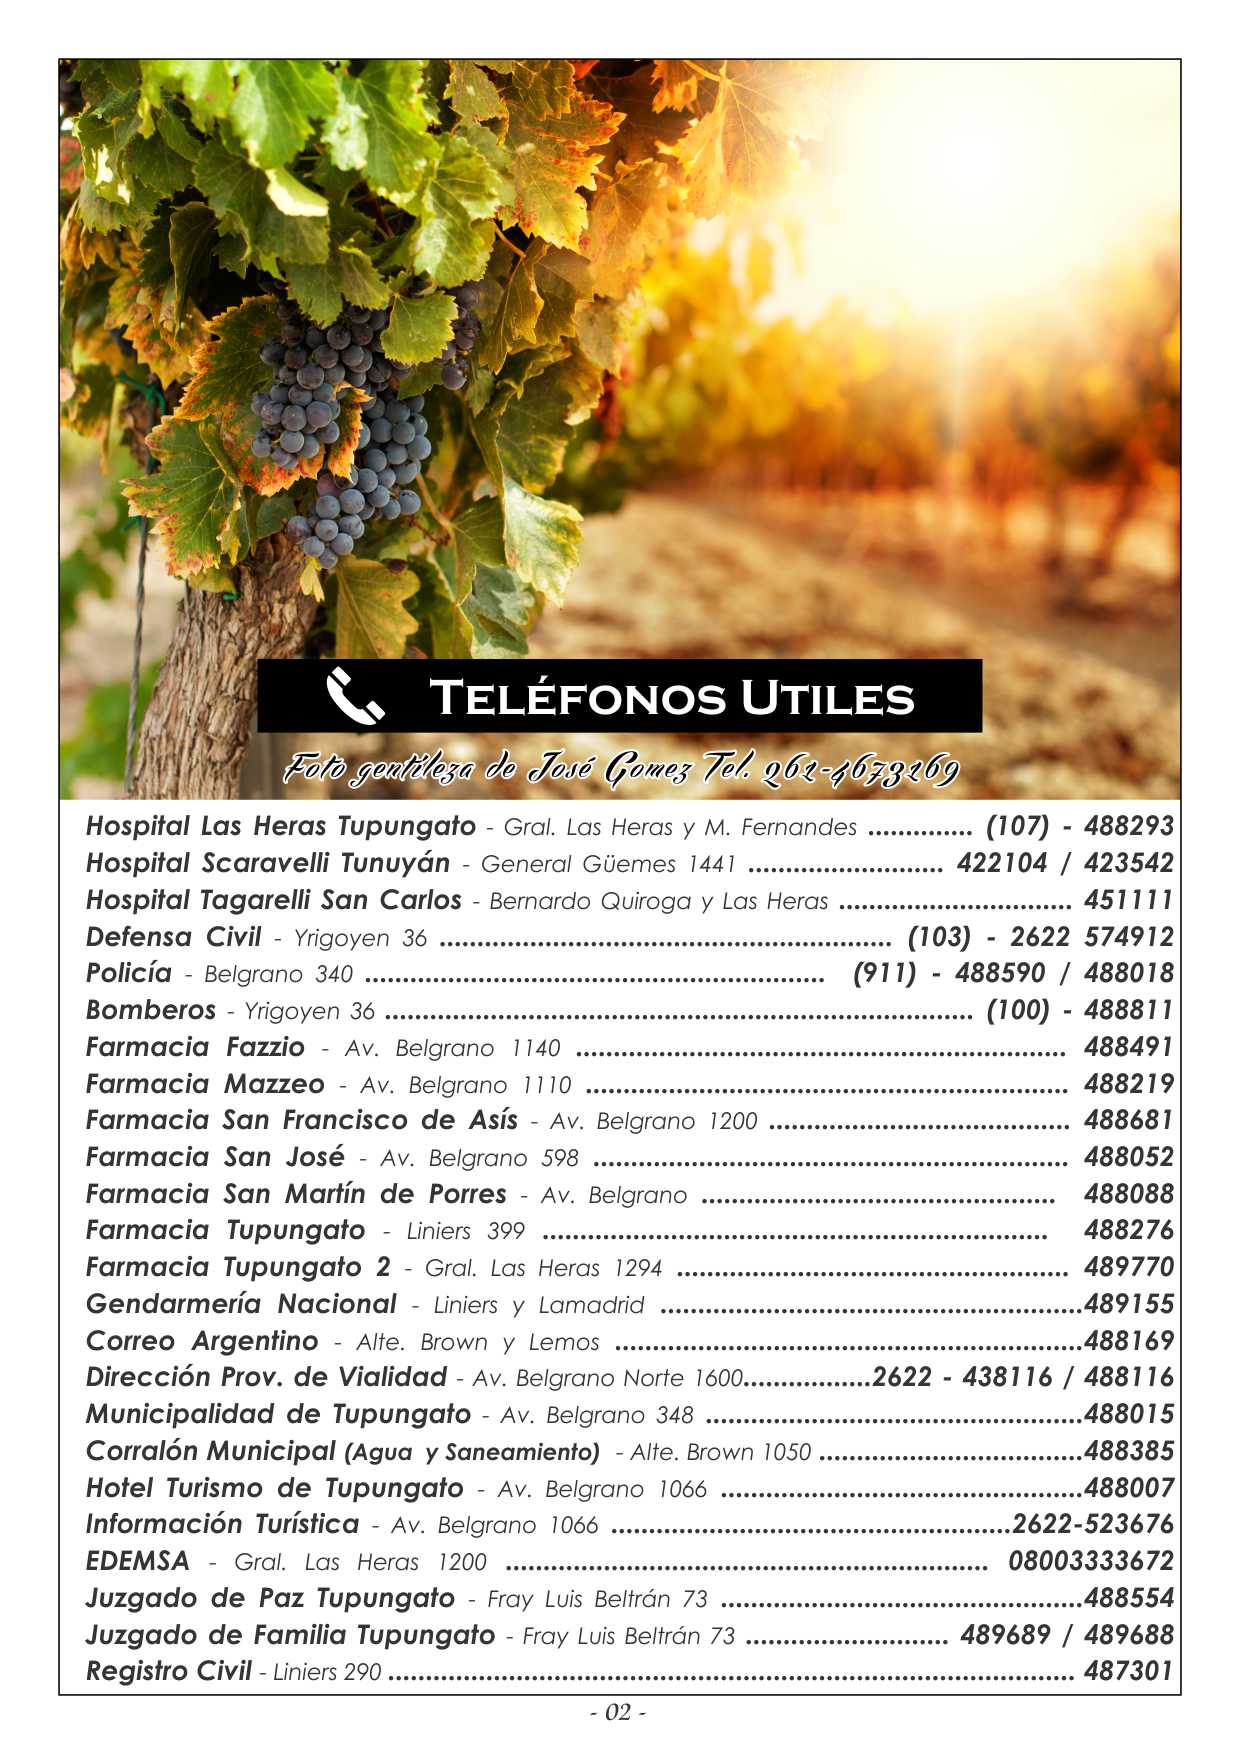 TELÉFONOS UTILES
Foto gentileza de José Gomez Tel. 261-4673169
Hospital Las Heras Tupungato - Gral. Las Heras y M. Fernandes .............. (107) - 488293
Hospital Scaravelli Tunuyán - General Güemes 1441 .......................... 422104 / 423542
Hospital Tagarelli San Carlos - Bernardo Quiroga y Las Heras ............................... 451111
Defensa Civil - Yrigoyen 36 ............................................................ (103) - 2622 574912
Policía - Belgrano 340 ............................................................. (911) - 488590 / 488018
Bomberos - Yrigoyen 36 .............................................................................. (100) - 488811
Farmacia Fazzio - Av. Belgrano 1140 ................................................................. 488491
Farmacia Mazzeo - Av. Belgrano 1110 ................................................................ 488219
Farmacia San Francisco de Asís - Av. Belgrano 1200 ........................................ 488681
Farmacia San José - Av. Belgrano 598 ............................................................... 488052
Farmacia San Martín de Porres - Av. Belgrano ............................................... 488088
Farmacia Tupungato - Liniers 399 ................................................................... 488276
Farmacia Tupungato 2 - Gral. Las Heras 1294 .................................................... 489770
Gendarmería Nacional - Liniers y Lamadrid ........................................................489155
Correo Argentino - Alte. Brown y Lemos ..............................................................488169
Dirección Prov. de Vialidad - Av. Belgrano Norte 1600.................2622 - 438116 / 488116
Municipalidad de Tupungato - Av. Belgrano 348 ..................................................488015
Corralón Municipal (Agua y Saneamiento) - Alte. Brown 1050 ...................................488385
Hotel Turismo de Tupungato - Av. Belgrano 1066 ................................................488007
Información Turística - Av. Belgrano 1066 .....................................................2622-523676
EDEMSA - Gral. Las Heras 1200 ................................................................ 08003333672
Juzgado de Paz Tupungato - Fray Luis Beltrán 73 ................................................488554
Juzgado de Familia Tupungato - Fray Luis Beltrán 73 ........................... 489689 / 489688
Registro Civil - Liniers 290 ............................................................................................ 487301
- 02 -